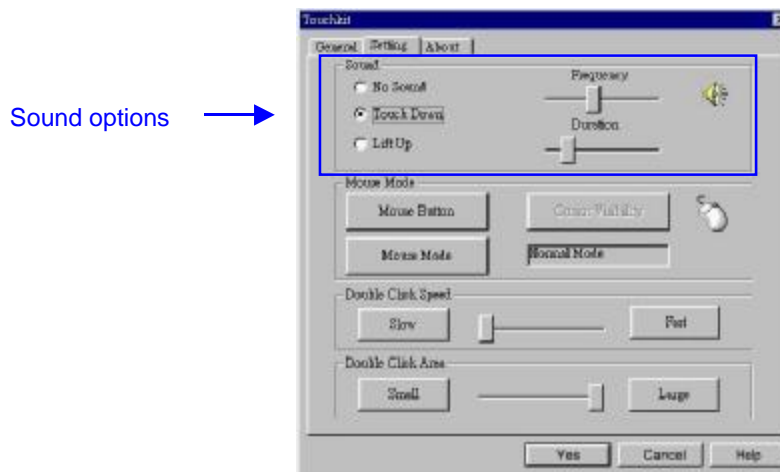 Touchkit
General Setting About
Sound
No Sound
Touch Down
Lift Up
Frequency
Duration
Sound options
Mouse Mode
Mouse Button
Cursor Visibility
Mouse Mode
Normal Mode
Double Click Speed
Slow
Fast
Double Click Area
Small
Large
Yes Cancel Help